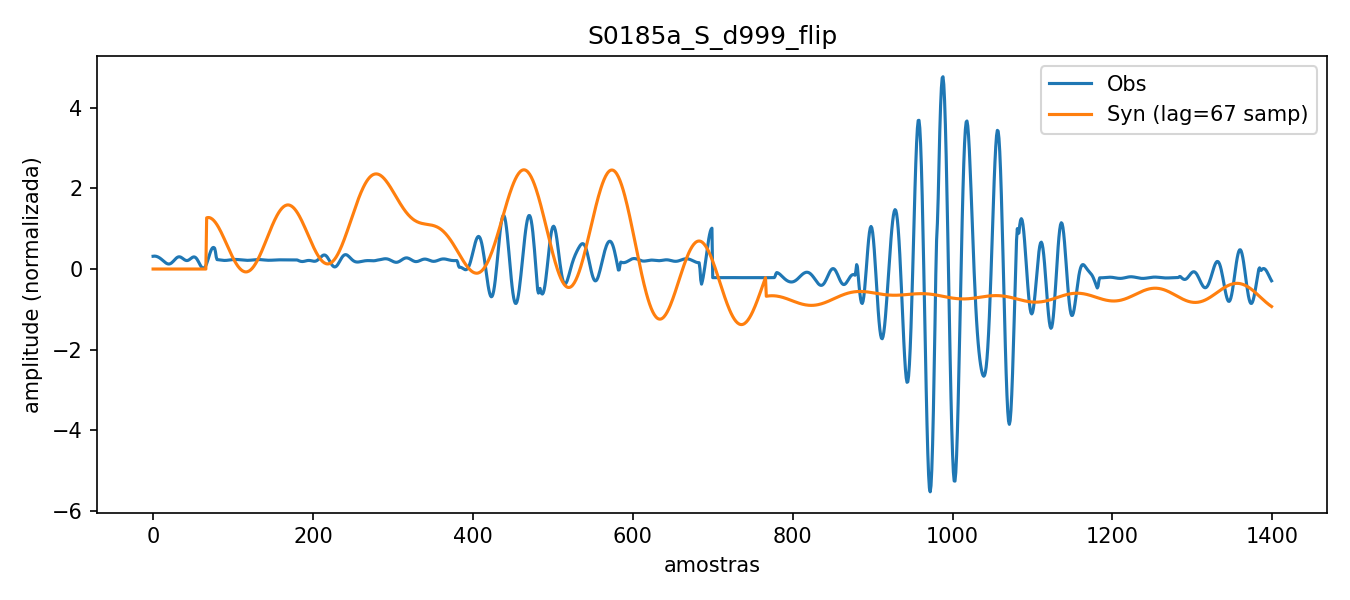 S0185a_S_d999_flip
Obs
Syn (lag=67 samp)
amplitude (normalizada)
4
2
0
−2
−4
−6
0 200 400 600 800 1000 1200 1400
amostras